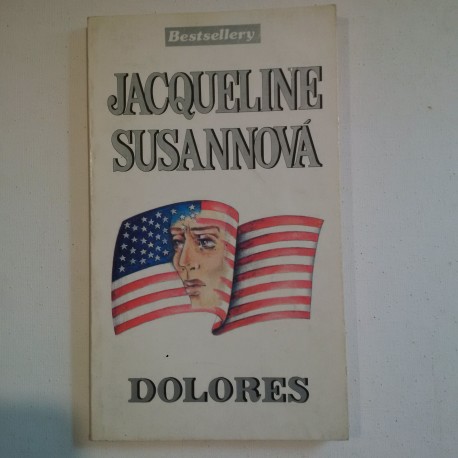 Bestsellery
JACQUELINE
SUSANNOVÁ
DOLORES